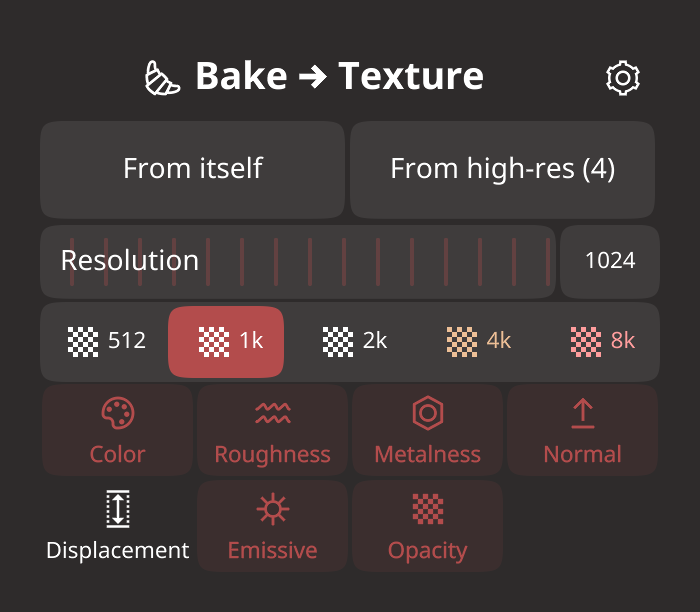 Bake → Texture
From itself From high-res (4)
Resolution 1024
512 1k 2k 4k 8k
Color Roughness Metalness Normal
Displacement Emissive Opacity